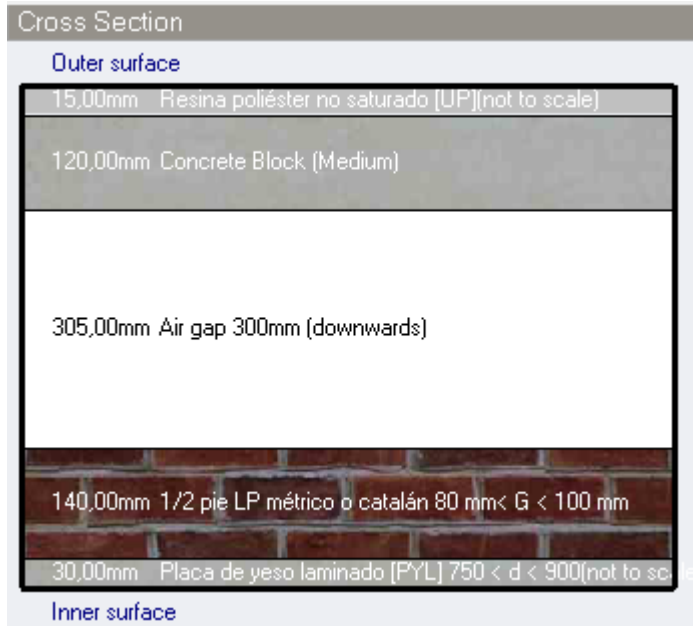 Cross Section
Outer surface
15,00mm Resina poliéster no saturado [UP](not to scale)
120,00mm Concrete Block (Medium)
305,00mm Air gap 300mm (downwards)
140,00mm 1/2 pie LP métrico o catalán 80 mm< G < 100 mm
30,00mm Placa de yeso laminado [PYL] 750 < d < 900(not to scale
Inner surface